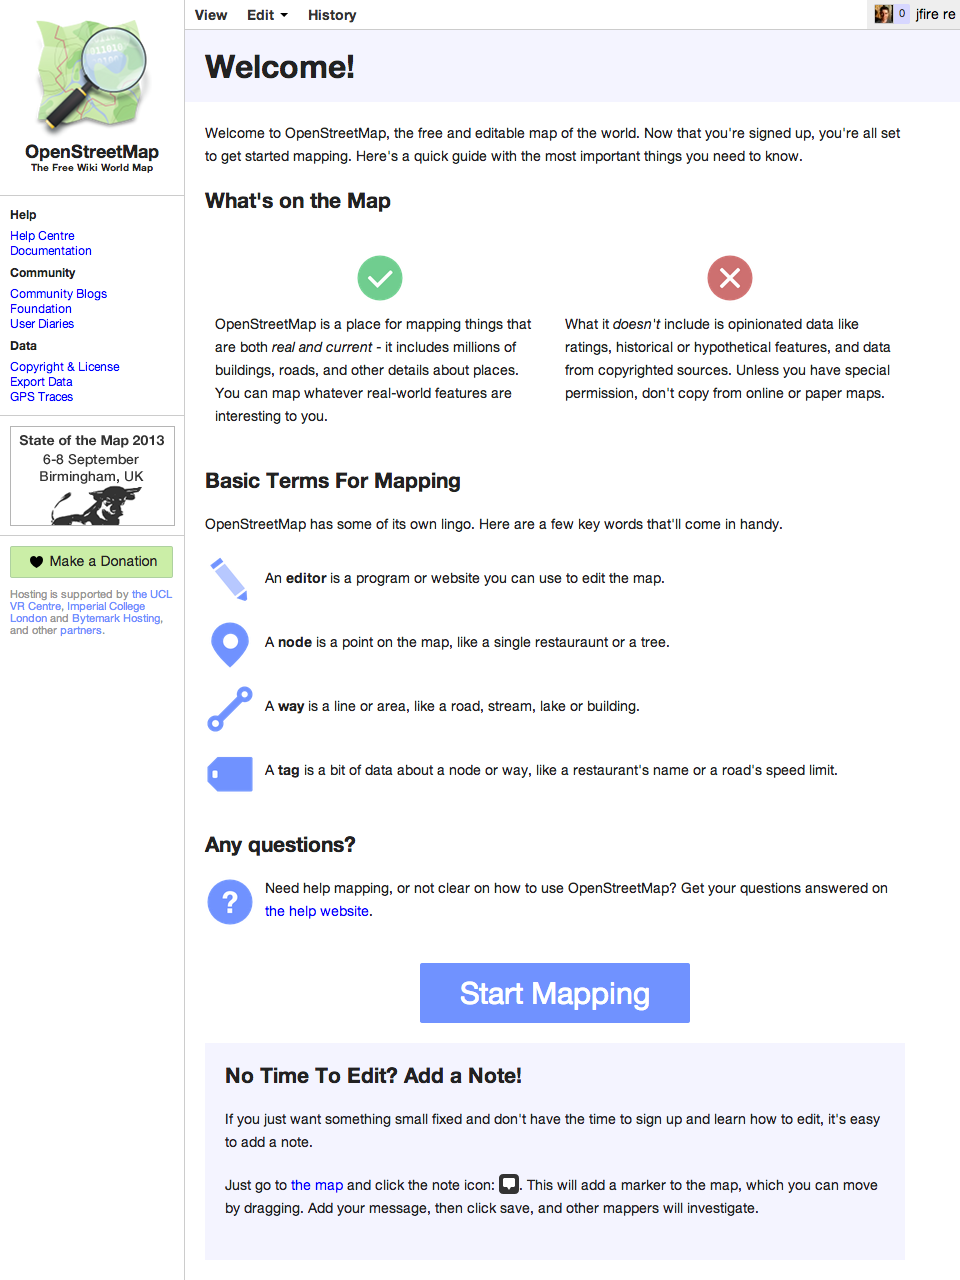 View Edit History
0 jfire re
011010
OpenStreetMap
The Free Wiki World Map
Help
Help Centre
Documentation
Community
Community Blogs
Foundation
User Diaries
Data
Copyright & License
Export Data
GPS Traces
State of the Map 2013
6-8 September
Birmingham, UK
Make a Donation
Hosting is supported by the UCL
VR Centre, Imperial College
London and Bytemark Hosting,
and other partners.
Welcome!
Welcome to OpenStreetMap, the free and editable map of the world. Now that you're signed up, you're all set
to get started mapping. Here's a quick guide with the most important things you need to know.
What's on the Map
OpenStreetMap is a place for mapping things that
are both real and current - it includes millions of
buildings, roads, and other details about places.
You can map whatever real-world features are
interesting to you.
What it doesn't include is opinionated data like
ratings, historical or hypothetical features, and data
from copyrighted sources. Unless you have special
permission, don't copy from online or paper maps.
Basic Terms For Mapping
OpenStreetMap has some of its own lingo. Here are a few key words that'll come in handy.
An editor is a program or website you can use to edit the map.
A node is a point on the map, like a single restauraunt or a tree.
A way is a line or area, like a road, stream, lake or building.
A tag is a bit of data about a node or way, like a restaurant's name or a road's speed limit.
Any questions?
?
Need help mapping, or not clear on how to use OpenStreetMap? Get your questions answered on
the help website.
Start Mapping
No Time To Edit? Add a Note!
If you just want something small fixed and don't have the time to sign up and learn how to edit, it's easy
to add a note.
Just go to the map and click the note icon: . This will add a marker to the map, which you can move
by dragging. Add your message, then click save, and other mappers will investigate.